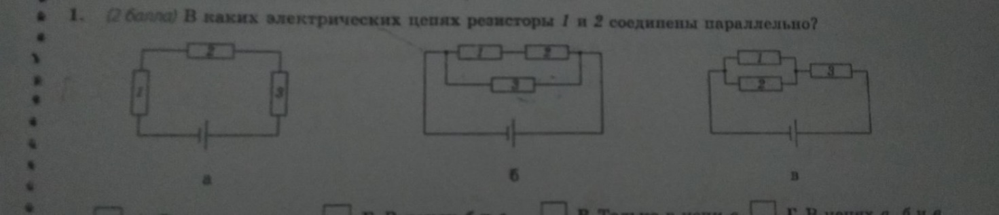 1. (2 балла) В каких электрических цепях резисторы 1 и 2 соединены параллельно?
2
1
3
а
1
2
3
б
1
2
3
в